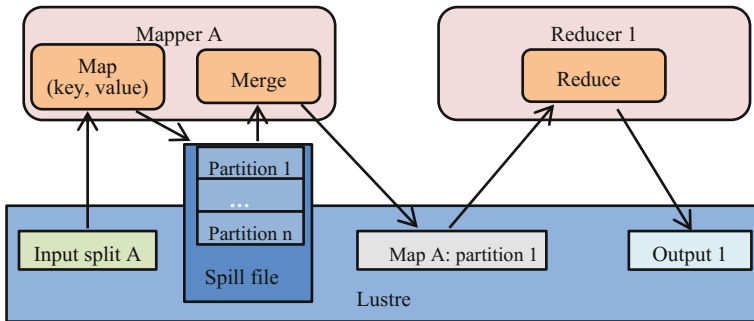 Mapper A
Map
(key, value)
Merge
Reducer 1
Reduce
Partition 1
...
Partition n
Spill file
Input split A
Map A: partition 1
Output 1
Lustre